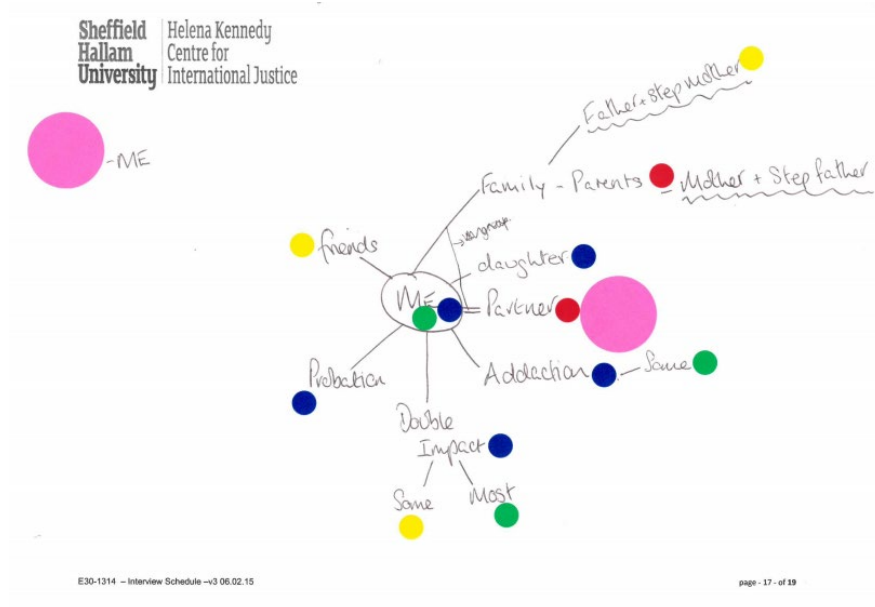 Sheffield
Hallam
University
Helena Kennedy
Centre for
International Justice
Father + Step mother
- ME
Family - Parents
Mother + Step father
friends
daughter
ME
= Partner
Probation
Addaction
- Some
Double
Impact
Some
Most
E30-1314 – Interview Schedule –v3 06.02.15
page - 17 - of 19